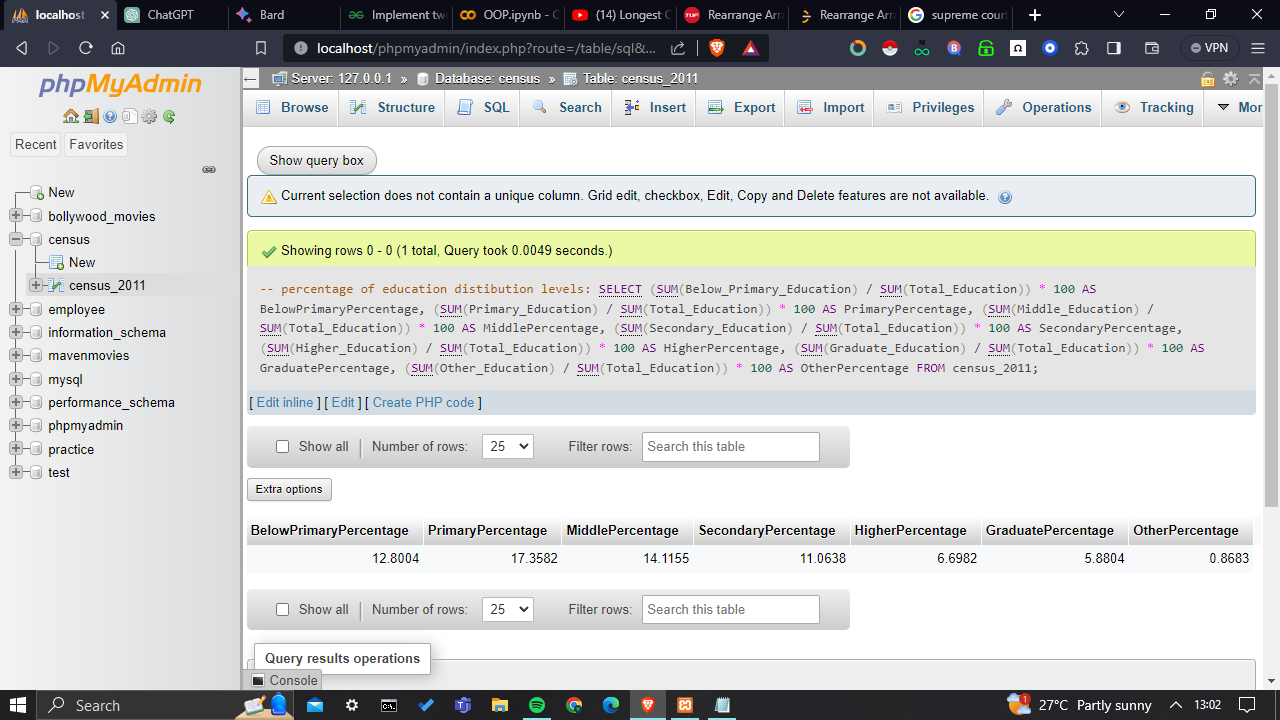 localhost
ChatGPT
Bard
Implement tw
OOP.ipynb - C
(14) Longest C
Rearrange Arr
Rearrange Arr
supreme cour
localhost/phpmyadmin/index.php?route=/table/sql&...
VPN
phpMyAdmin
Recent
Favorites
New
bollywood_movies
census
New
census_2011
employee
information_schema
mavenmovies
mysql
performance_schema
phpmyadmin
practice
test
Server: 127.0.0.1 » Database: census » Table: census_2011
Browse
Structure
SQL
Search
Insert
Export
Import
Privileges
Operations
Tracking
Mor
Show query box
Current selection does not contain a unique column. Grid edit, checkbox, Edit, Copy and Delete features are not available.
Showing rows 0 - 0 (1 total, Query took 0.0049 seconds.)
-- percentage of education distibution levels: SELECT (SUM(Below_Primary_Education) / SUM(Total_Education)) * 100 AS
BelowPrimaryPercentage, (SUM(Primary_Education) / SUM(Total_Education)) * 100 AS PrimaryPercentage, (SUM(Middle_Education) /
SUM(Total_Education)) * 100 AS MiddlePercentage, (SUM(Secondary_Education) / SUM(Total_Education)) * 100 AS SecondaryPercentage,
(SUM(Higher_Education) / SUM(Total_Education)) * 100 AS HigherPercentage, (SUM(Graduate_Education) / SUM(Total_Education)) * 100 AS
GraduatePercentage, (SUM(Other_Education) / SUM(Total_Education)) * 100 AS OtherPercentage FROM census_2011;
[ Edit inline ] [ Edit ] [ Create PHP code ]
Show all | Number of rows: 25 Filter rows: Search this table
Extra options
BelowPrimaryPercentage PrimaryPercentage MiddlePercentage SecondaryPercentage HigherPercentage GraduatePercentage OtherPercentage
12.8004 17.3582 14.1155 11.0638 6.6982 5.8804 0.8683
Show all | Number of rows: 25 Filter rows: Search this table
Query results operations
Console
Search
1
27°C Partly sunny
13:02